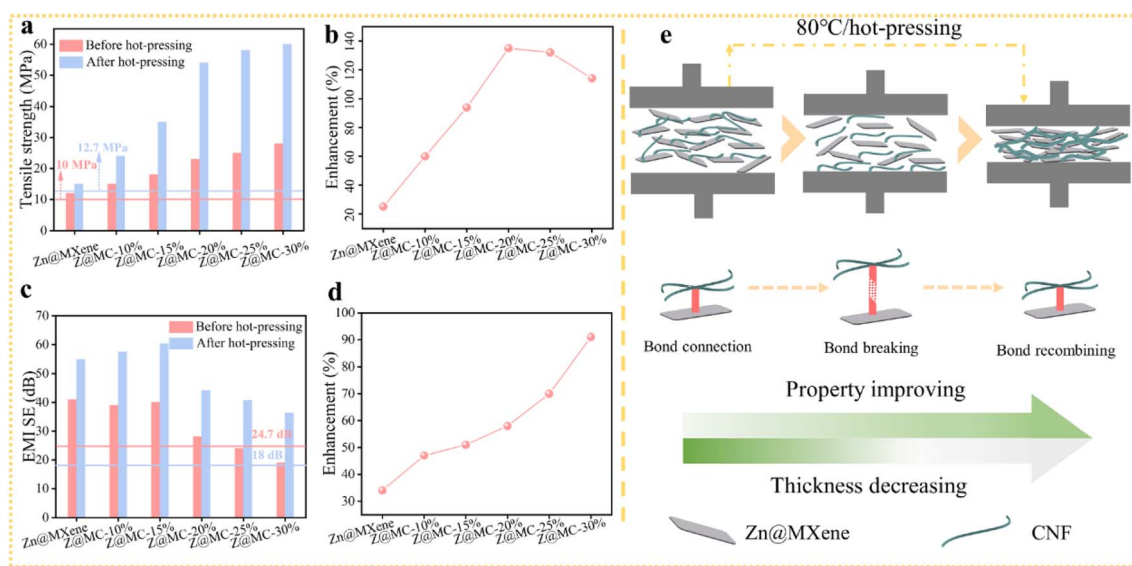 a
Tensile strength (MPa)
60
50
40
30
20
10
0
Before hot-pressing
After hot-pressing
12.7 MPa
10 MPa
Zn@MXene
Z@MC-10%
Z@MC-15%
Z@MC-20%
Z@MC-25%
Z@MC-30%
b
Enhancement (%)
140
120
100
80
60
40
20
Zn@MXene
Z@MC-10%
Z@MC-15%
Z@MC-20%
Z@MC-25%
Z@MC-30%
c
EMI SE (dB)
70
60
50
40
30
20
10
0
Before hot-pressing
After hot-pressing
24.7 dB
18 dB
Zn@MXene
Z@MC-10%
Z@MC-15%
Z@MC-20%
Z@MC-25%
Z@MC-30%
d
Enhancement (%)
100
90
80
70
60
50
40
30
Zn@MXene
Z@MC-10%
Z@MC-15%
Z@MC-20%
Z@MC-25%
Z@MC-30%
e
80°C/hot-pressing
Bond connection
Bond breaking
Bond recombining
Property improving
Thickness decreasing
Zn@MXene
CNF